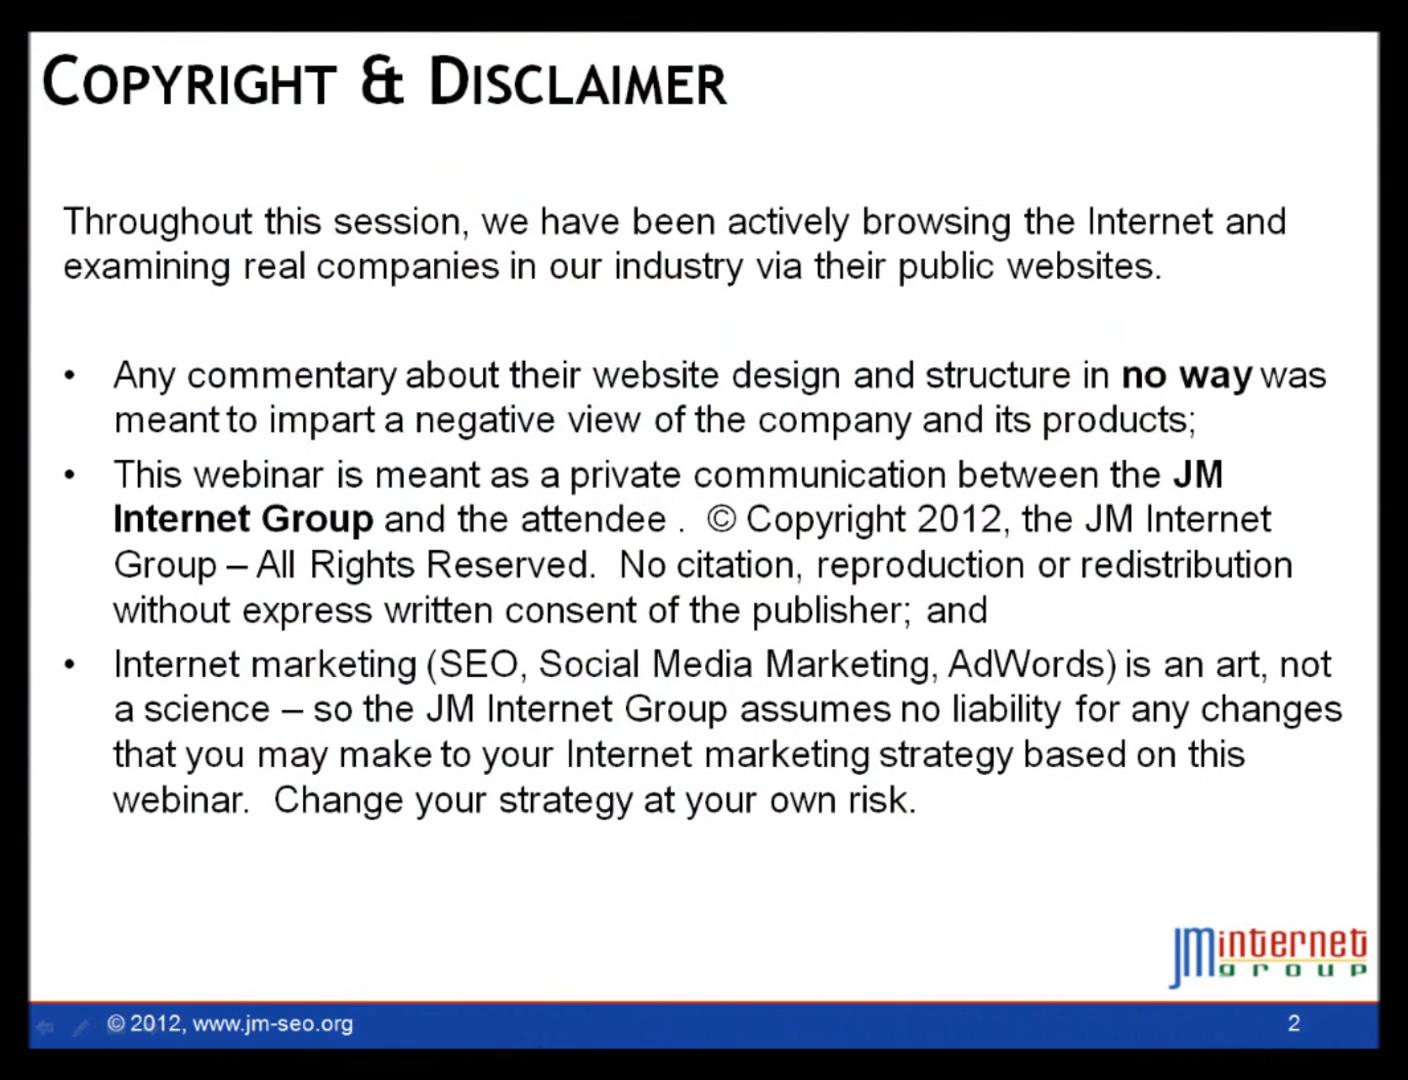 COPYRIGHT & DISCLAIMER
Throughout this session, we have been actively browsing the Internet and
examining real companies in our industry via their public websites.
• Any commentary about their website design and structure in no way was
meant to impart a negative view of the company and its products;
• This webinar is meant as a private communication between the JM
Internet Group and the attendee . © Copyright 2012, the JM Internet
Group – All Rights Reserved. No citation, reproduction or redistribution
without express written consent of the publisher; and
• Internet marketing (SEO, Social Media Marketing, AdWords) is an art, not
a science – so the JM Internet Group assumes no liability for any changes
that you may make to your Internet marketing strategy based on this
webinar. Change your strategy at your own risk.
JMinternet
group
© 2012, www.jm-seo.org
2